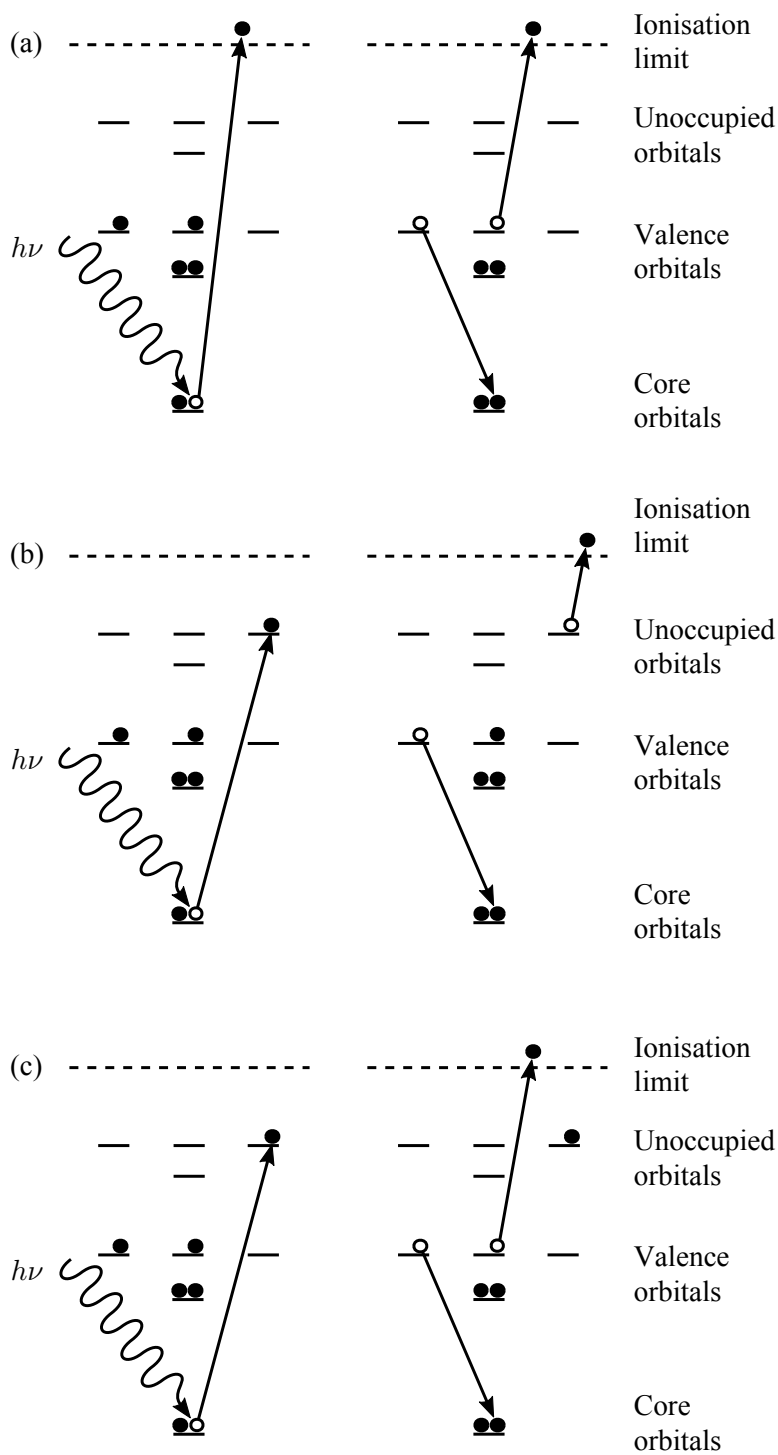 (a)
Ionisation
limit
Unoccupied
orbitals
hν
Valence
orbitals
Core
orbitals
(b)
Ionisation
limit
Unoccupied
orbitals
hν
Valence
orbitals
Core
orbitals
(c)
Ionisation
limit
Unoccupied
orbitals
hν
Valence
orbitals
Core
orbitals